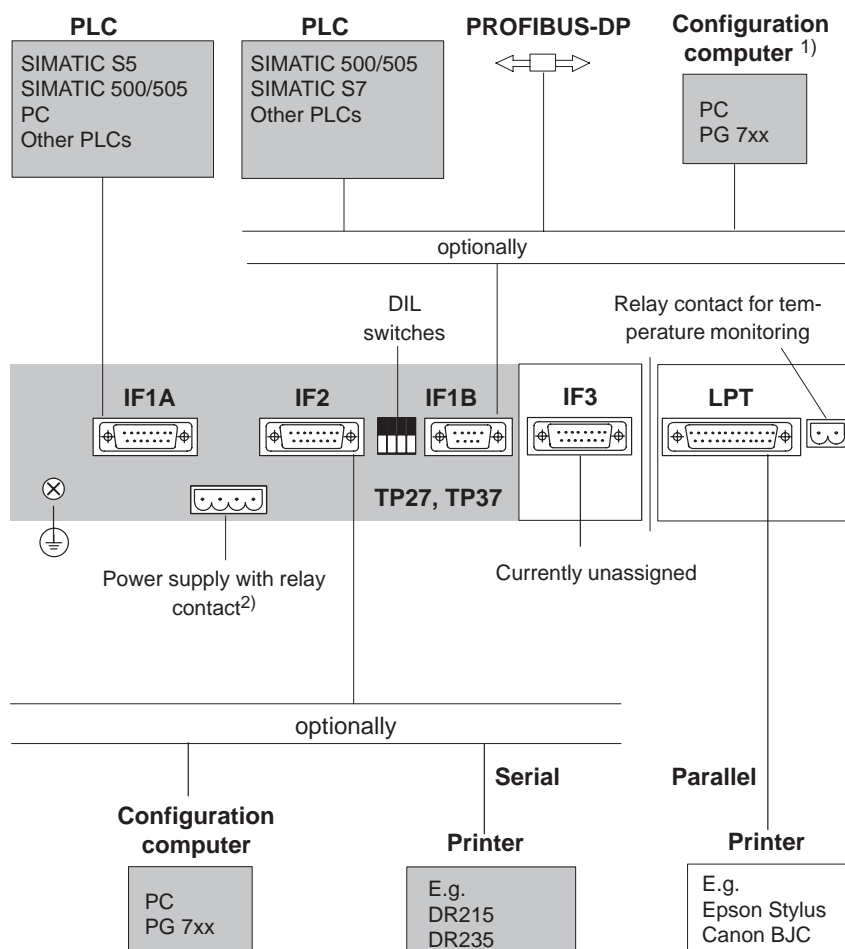 PLC
SIMATIC S5
SIMATIC 500/505
PC
Other PLCs
PLC
SIMATIC 500/505
SIMATIC S7
Other PLCs
PROFIBUS-DP
Configuration
computer 1)
PC
PG 7xx
optionally
DIL
switches
Relay contact for tem-
perature monitoring
IF1A
IF2
IF1B
IF3
LPT
TP27, TP37
Power supply with relay
contact2)
Currently unassigned
optionally
Configuration
computer
PC
PG 7xx
Serial
Printer
E.g.
DR215
DR235
Parallel
Printer
E.g.
Epson Stylus
Canon BJC